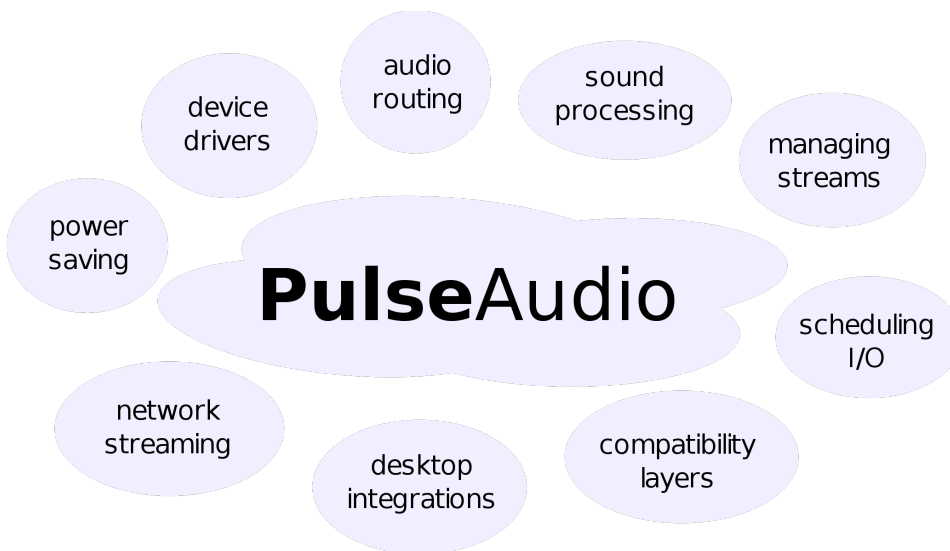 audio
routing
sound
processing
device
drivers
managing
streams
power
saving
PulseAudio
scheduling
I/O
network
streaming
compatibility
layers
desktop
integrations